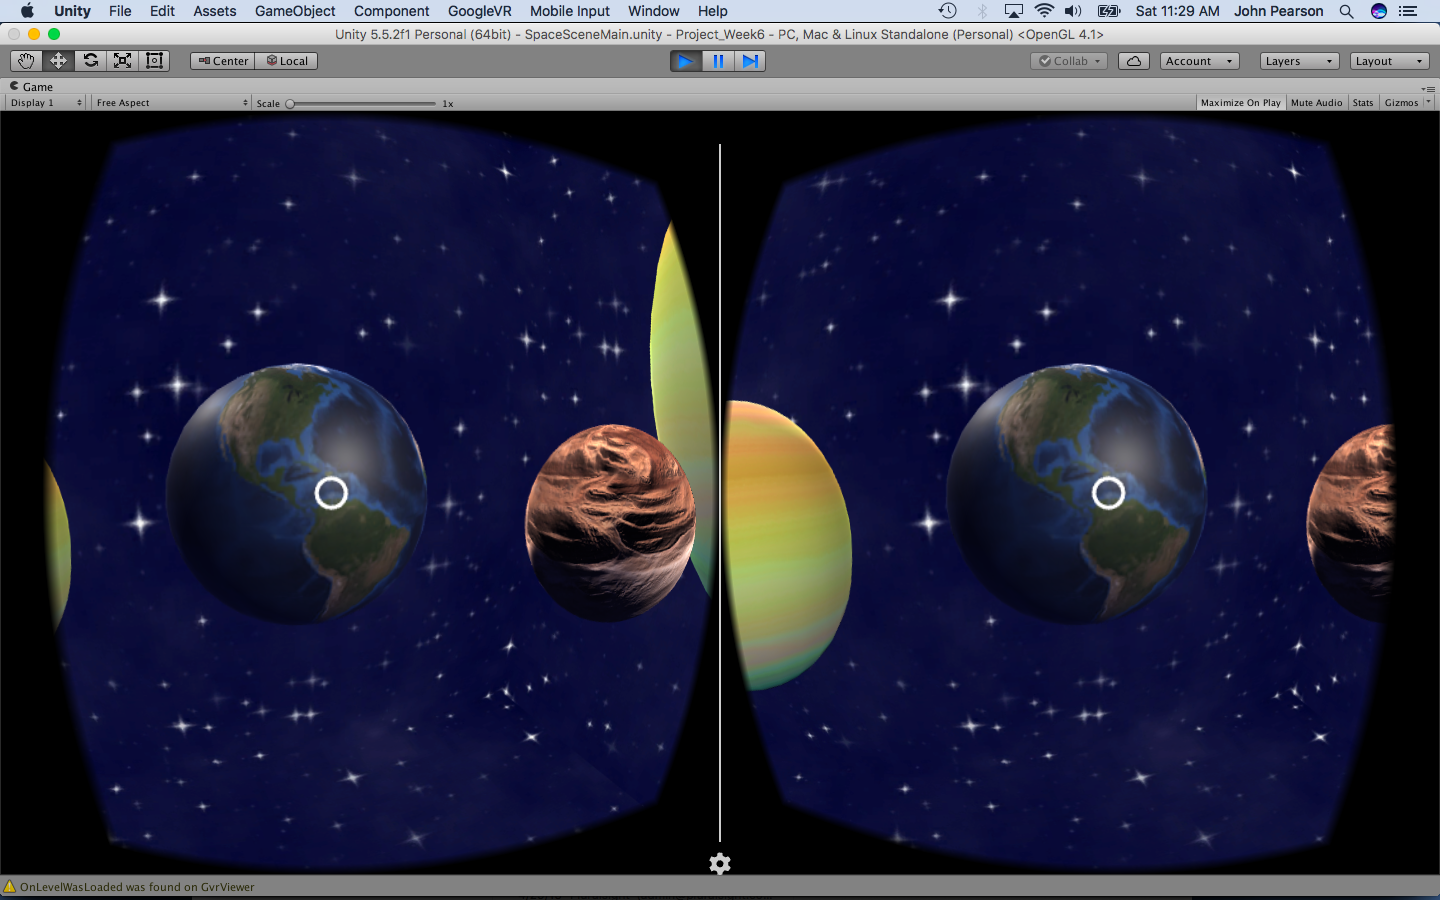 Unity File Edit Assets GameObject Component GoogleVR Mobile Input Window Help Sat 11:29 AM John Pearson
Unity 5.5.2f1 Personal (64bit) - SpaceSceneMain.unity - Project_Week6 - PC, Mac & Linux Standalone (Personal) <OpenGL 4.1>
Center Local Collab Account Layers Layout
Game
Display 1 Free Aspect Scale 1x Maximize On Play Mute Audio Stats Gizmos
OnLevelWasLoaded was found on GvrViewer